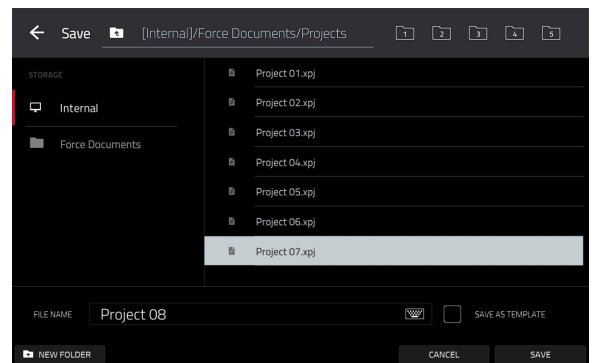 Save [Internal]/Force Documents/Projects 1 2 3 4 5
STORAGE
Internal
Force Documents
Project 01.xpj
Project 02.xpj
Project 03.xpj
Project 04.xpj
Project 05.xpj
Project 06.xpj
Project 07.xpj
FILE NAME Project 08 SAVE AS TEMPLATE
NEW FOLDER CANCEL SAVE